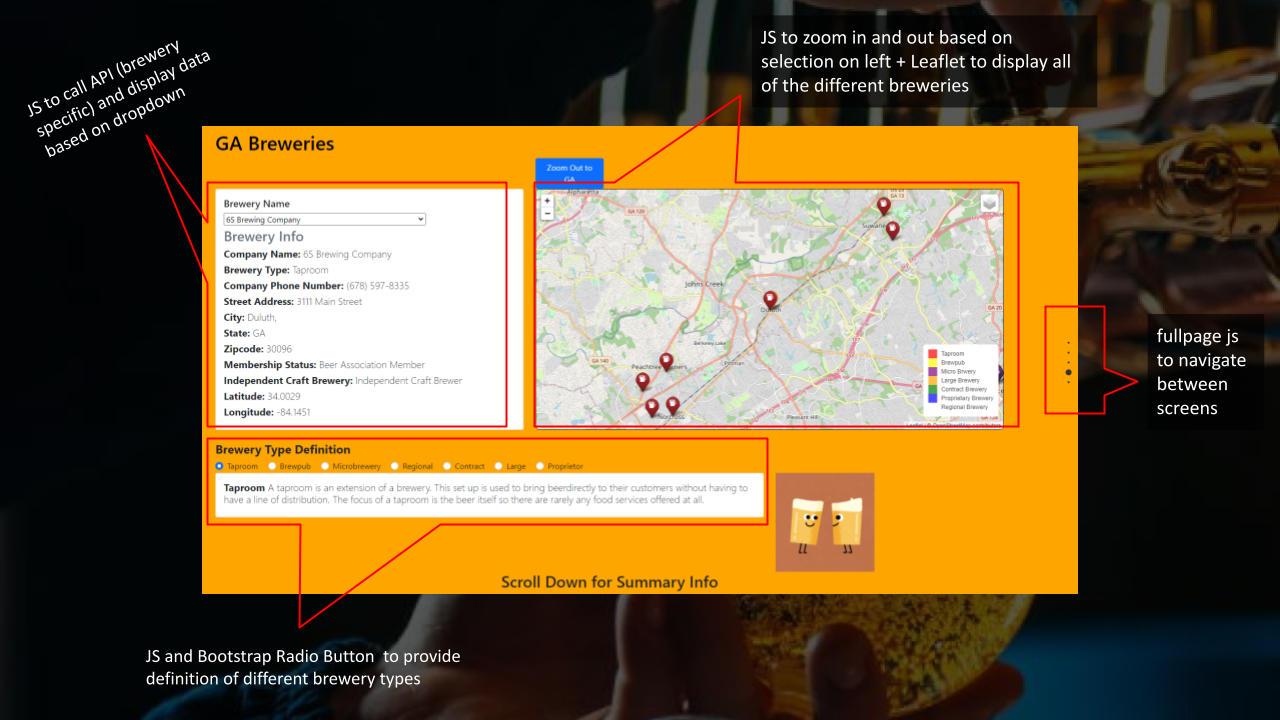 JS to zoom in and out based on
selection on left + Leaflet to display all
of the different breweries
JS to call API (brewery
specific) and display data
based on dropdown
GA Breweries
Zoom Out to
GA
Brewery Name
65 Brewing Company
Brewery Info
Company Name: 65 Brewing Company
Brewery Type: Taproom
Company Phone Number: (678) 597-8335
Street Address: 3111 Main Street
City: Duluth,
State: GA
Zipcode: 30096
Membership Status: Beer Association Member
Independent Craft Brewery: Independent Craft Brewer
Latitude: 34.0029
Longitude: -84.1451
+
−
Alpharetta
GA 120
GA 13
Suwanee
Johns Creek
Duluth
GA 20
Berkeley Lake
GA 140
Pittman
Peachtree Corners
Norcross
Pleasant Hill
Taproom
Brewpub
Micro Brwery
Large Brewery
Contract Brewery
Proprietary Brewery
Regional Brewery
Leaflet | © OpenStreetMap contributors
fullpage js
to navigate
between
screens
Brewery Type Definition
Taproom Brewpub Microbrewery Regional Contract Large Proprietor
Taproom A taproom is an extension of a brewery. This set up is used to bring beerdirectly to their customers without having to
have a line of distribution. The focus of a taproom is the beer itself so there are rarely any food services offered at all.
Scroll Down for Summary Info
JS and Bootstrap Radio Button to provide
definition of different brewery types